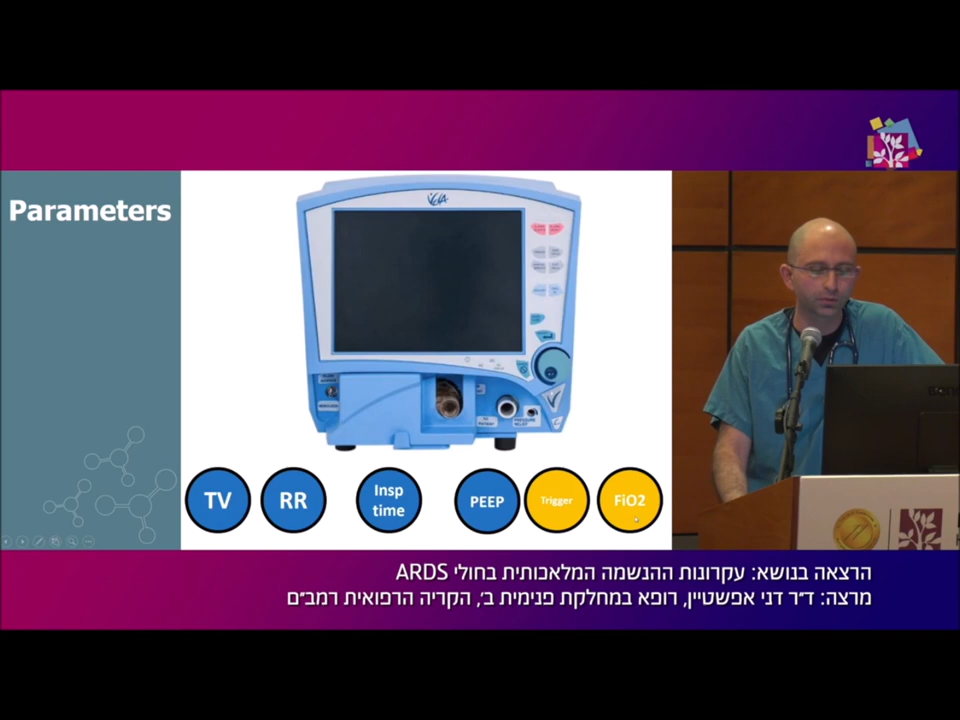 Parameters
VELA
TV
RR
Insp
time
PEEP
Trigger
FiO2
הרצאה בנושא: עקרונות ההנשמה המלאכותית בחולי ARDS
מרצה: ד"ר דני אפשטיין, רופא במחלקת פנימית ב', הקריה הרפואית רמב"ם